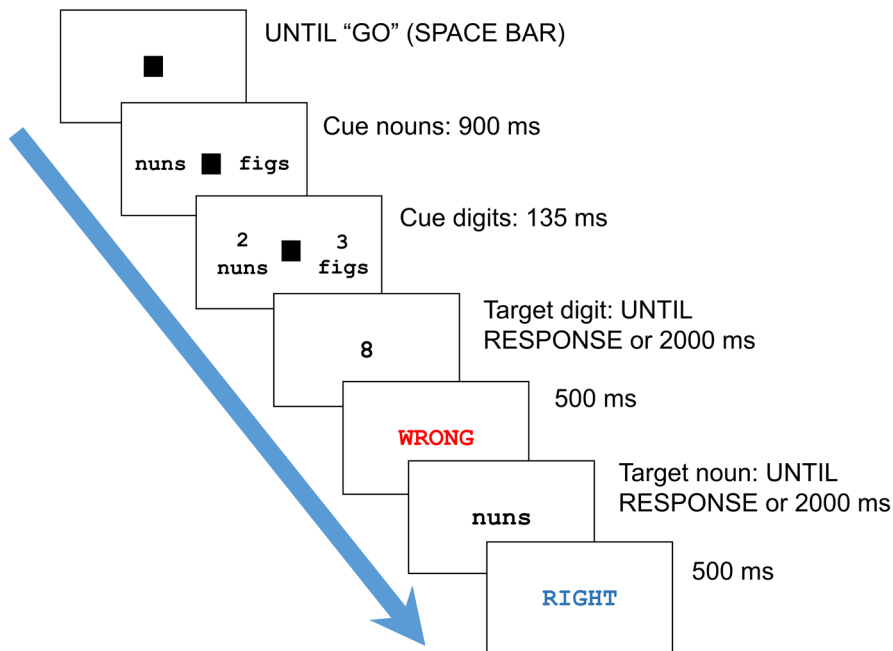 UNTIL “GO” (SPACE BAR)
Cue nouns: 900 ms
nuns figs
Cue digits: 135 ms
2 3
nuns figs
Target digit: UNTIL
RESPONSE or 2000 ms
8
500 ms
WRONG
Target noun: UNTIL
RESPONSE or 2000 ms
nuns
500 ms
RIGHT